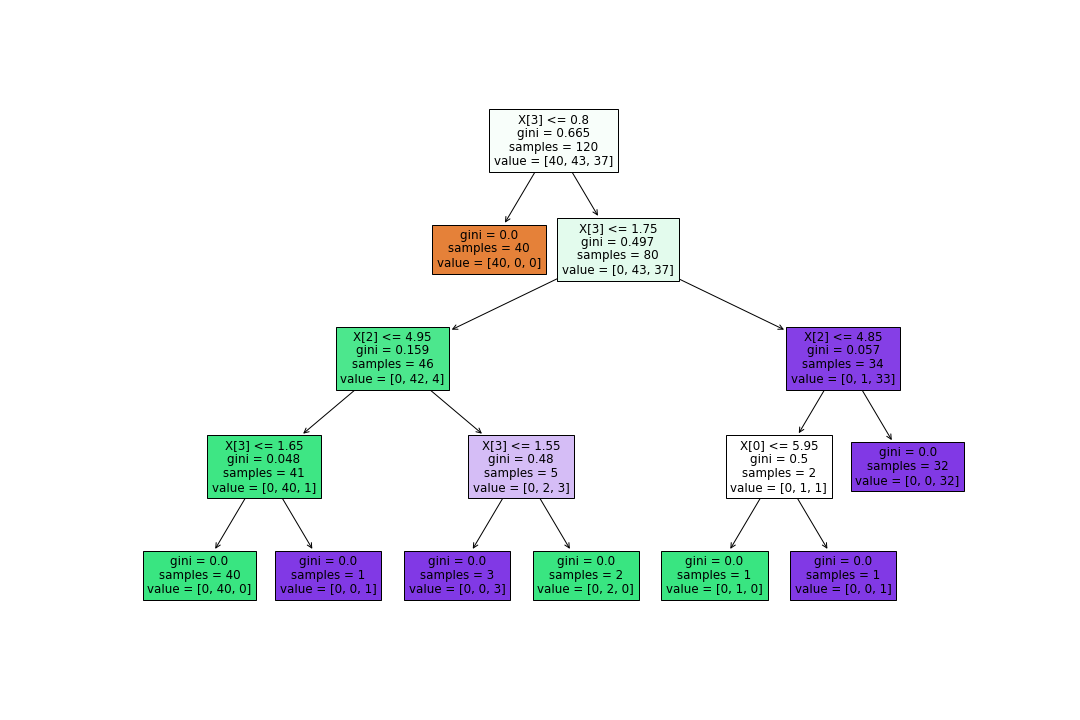 X[3] <= 0.8
gini = 0.665
samples = 120
value = [40, 43, 37]
gini = 0.0
samples = 40
value = [40, 0, 0]
X[3] <= 1.75
gini = 0.497
samples = 80
value = [0, 43, 37]
X[2] <= 4.95
gini = 0.159
samples = 46
value = [0, 42, 4]
X[2] <= 4.85
gini = 0.057
samples = 34
value = [0, 1, 33]
X[3] <= 1.65
gini = 0.048
samples = 41
value = [0, 40, 1]
X[3] <= 1.55
gini = 0.48
samples = 5
value = [0, 2, 3]
X[0] <= 5.95
gini = 0.5
samples = 2
value = [0, 1, 1]
gini = 0.0
samples = 32
value = [0, 0, 32]
gini = 0.0
samples = 40
value = [0, 40, 0]
gini = 0.0
samples = 1
value = [0, 0, 1]
gini = 0.0
samples = 3
value = [0, 0, 3]
gini = 0.0
samples = 2
value = [0, 2, 0]
gini = 0.0
samples = 1
value = [0, 1, 0]
gini = 0.0
samples = 1
value = [0, 0, 1]